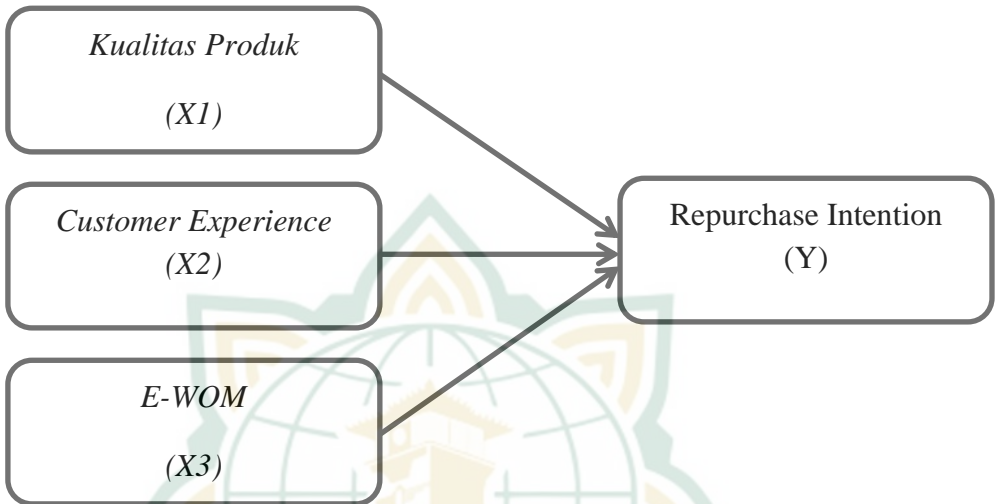 Kualitas Produk
(X1)
Customer Experience
(X2)
E-WOM
(X3)
Repurchase Intention
(Y)